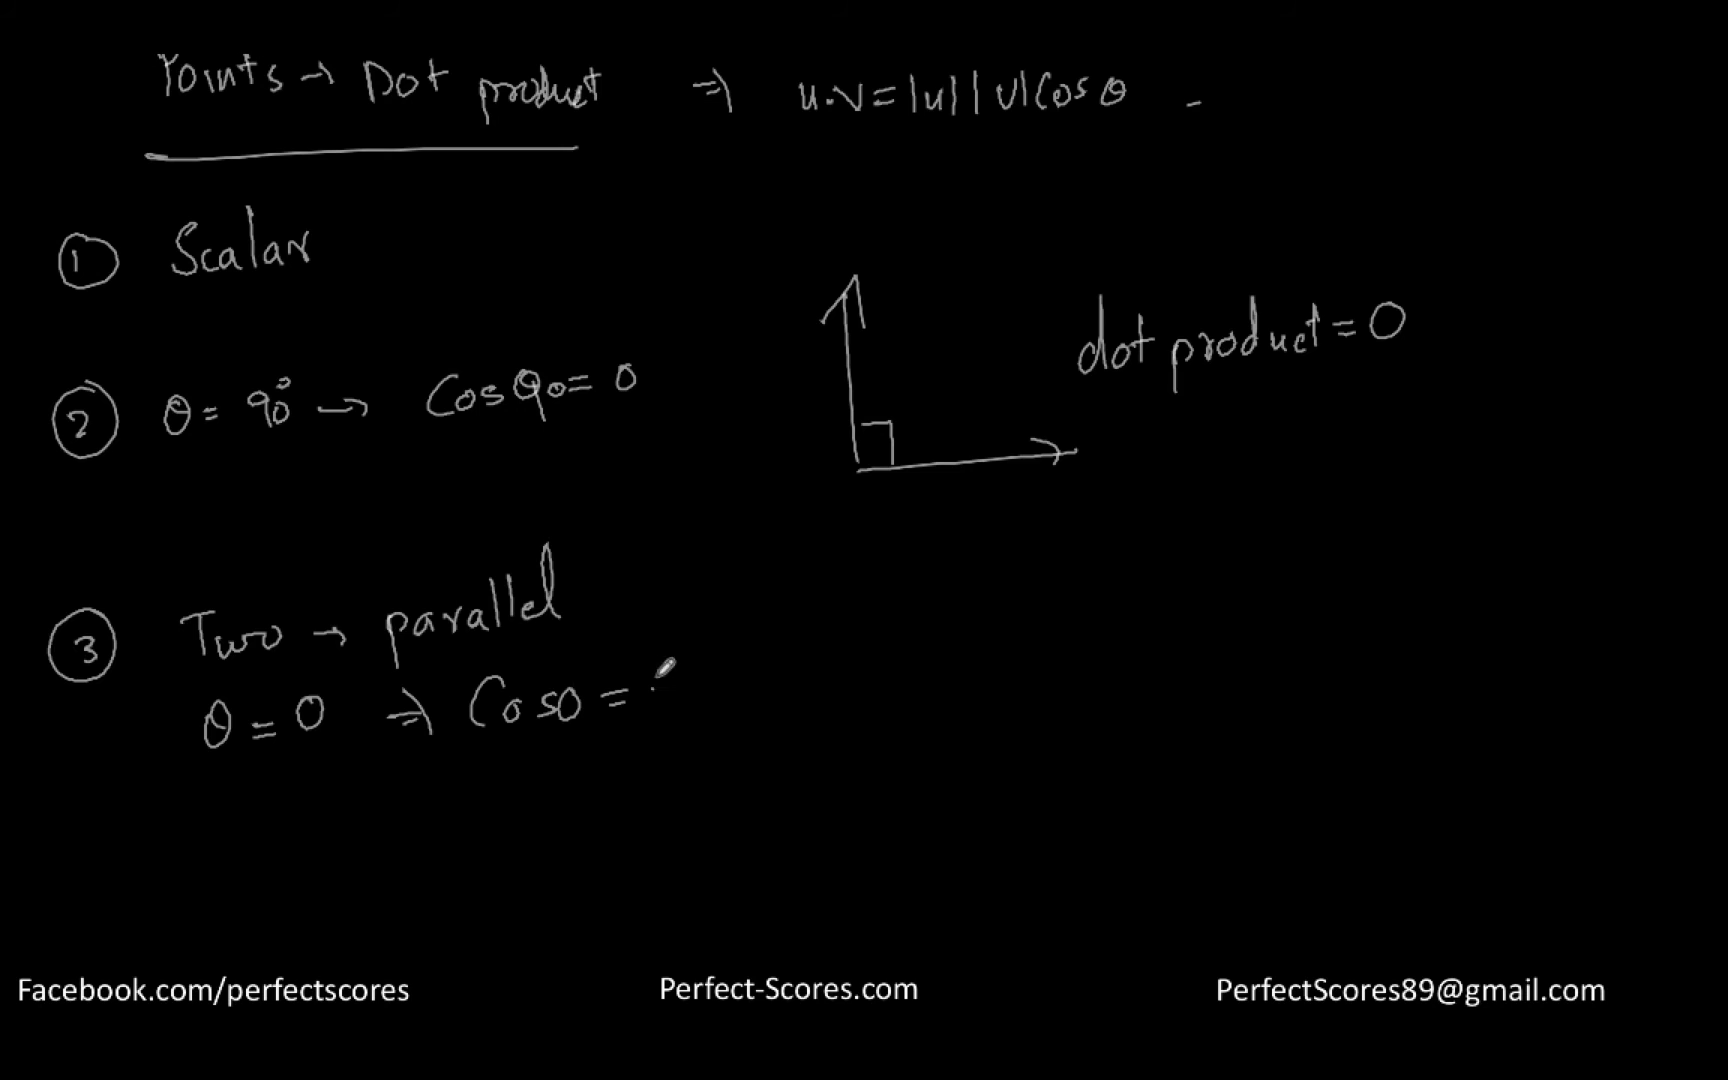 Points → Dot product ⇒ u.v = |u| |v| Cos θ -
① Scalar
② θ = 90° → Cos 90 = 0
dot product = 0
③ Two → parallel
θ = 0 ⇒ Cos 0 =
Facebook.com/perfectscores Perfect-Scores.com PerfectScores89@gmail.com